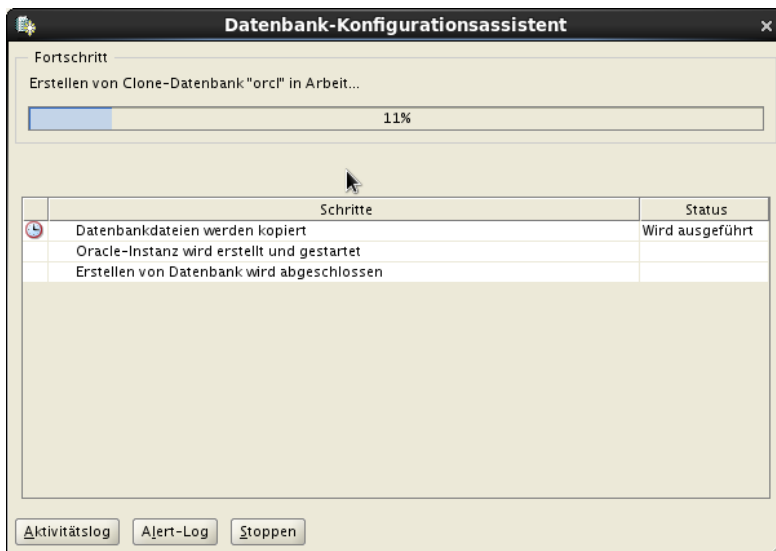 Datenbank-Konfigurationsassistent
Fortschritt
Erstellen von Clone-Datenbank "orcl" in Arbeit...
11%
Schritte Status
Datenbankdateien werden kopiert Wird ausgeführt
Oracle-Instanz wird erstellt und gestartet
Erstellen von Datenbank wird abgeschlossen
Aktivitätslog Alert-Log Stoppen